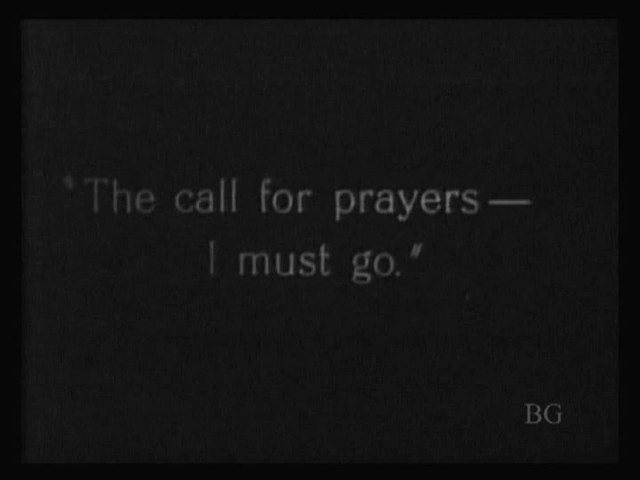 "The call for prayers—
I must go."
BG